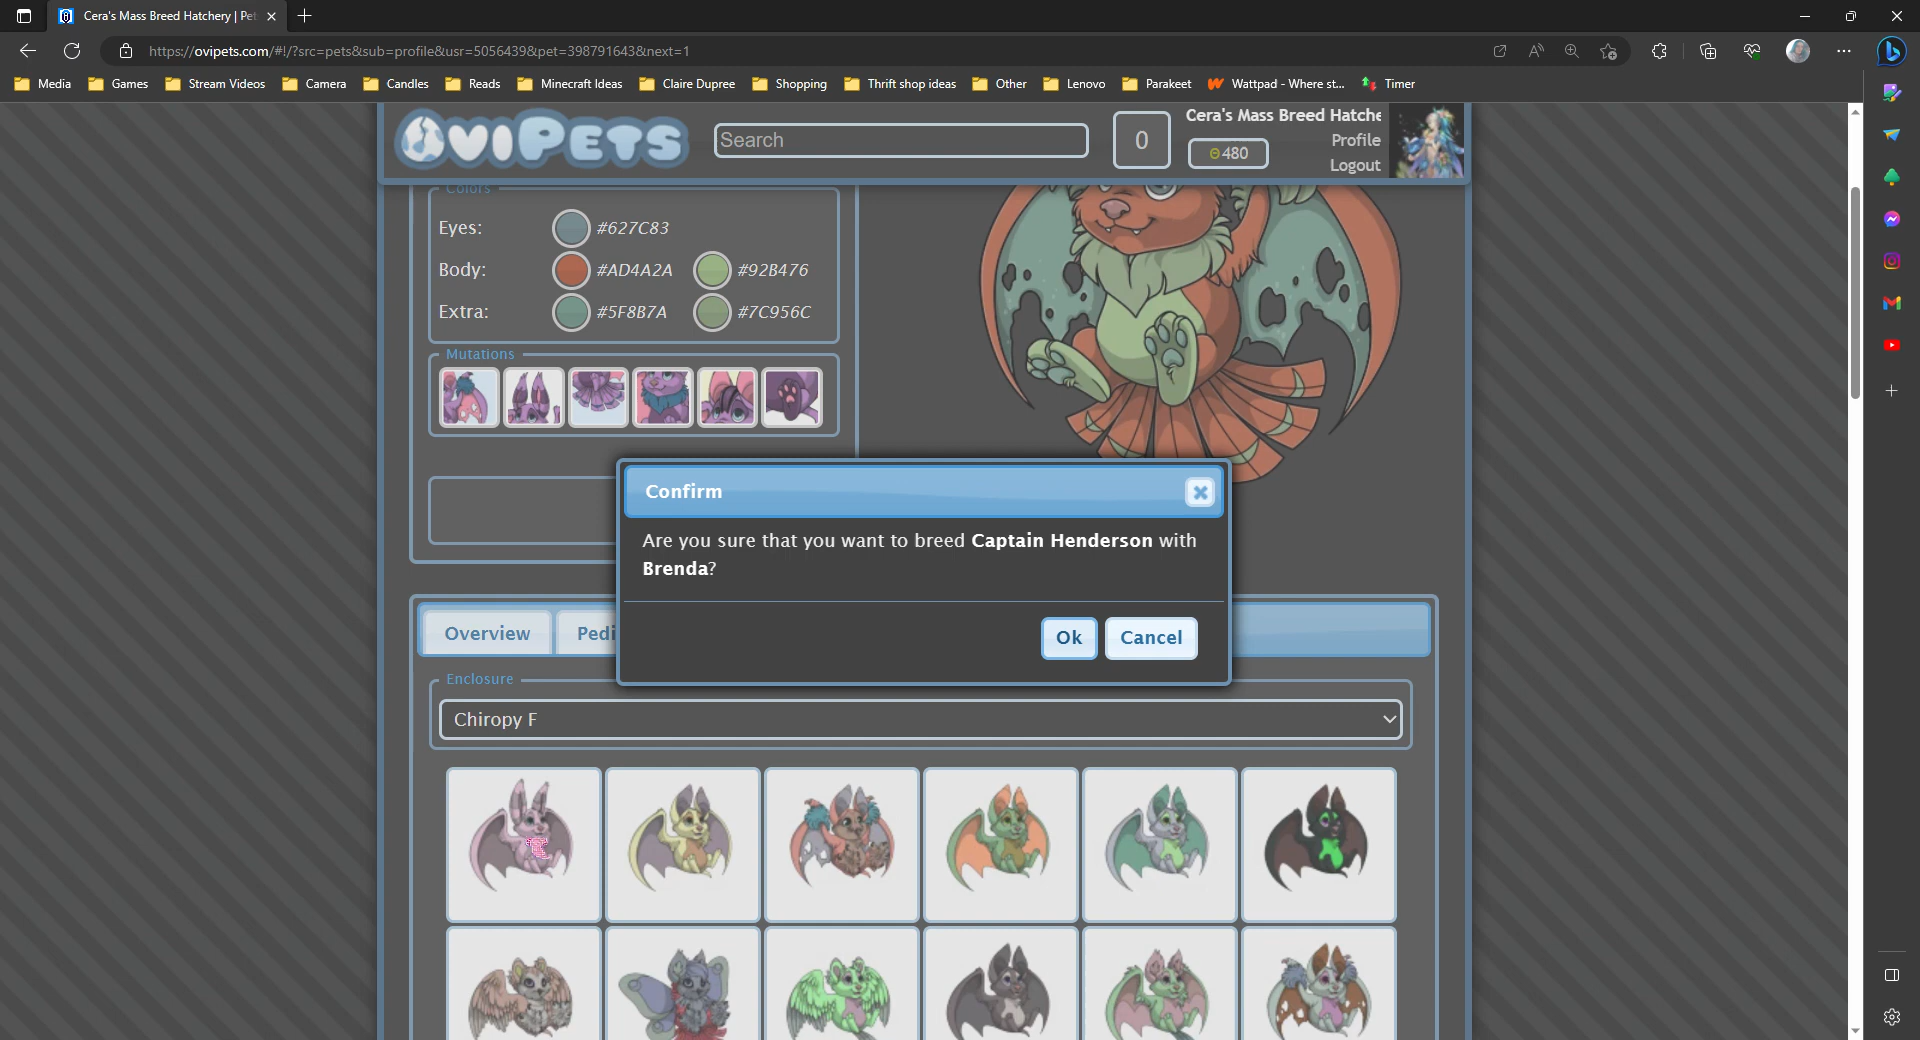 Cera's Mass Breed Hatchery | Pet
https://ovipets.com/#!/?src=pets&sub=profile&usr=5056439&pet=398791643&next=1
Media Games Stream Videos Camera Candles Reads Minecraft Ideas Claire Dupree Shopping Thrift shop ideas Other Lenovo Parakeet Wattpad - Where st... Timer
OviPets
Search
0
Cera's Mass Breed Hatche
480
Profile
Logout
Colors
Eyes: #627C83
Body: #AD4A2A #92B476
Extra: #5F8B7A #7C956C
Mutations
Confirm
Are you sure that you want to breed Captain Henderson with
Brenda?
Ok Cancel
Overview Pedi
Enclosure
Chiropy F